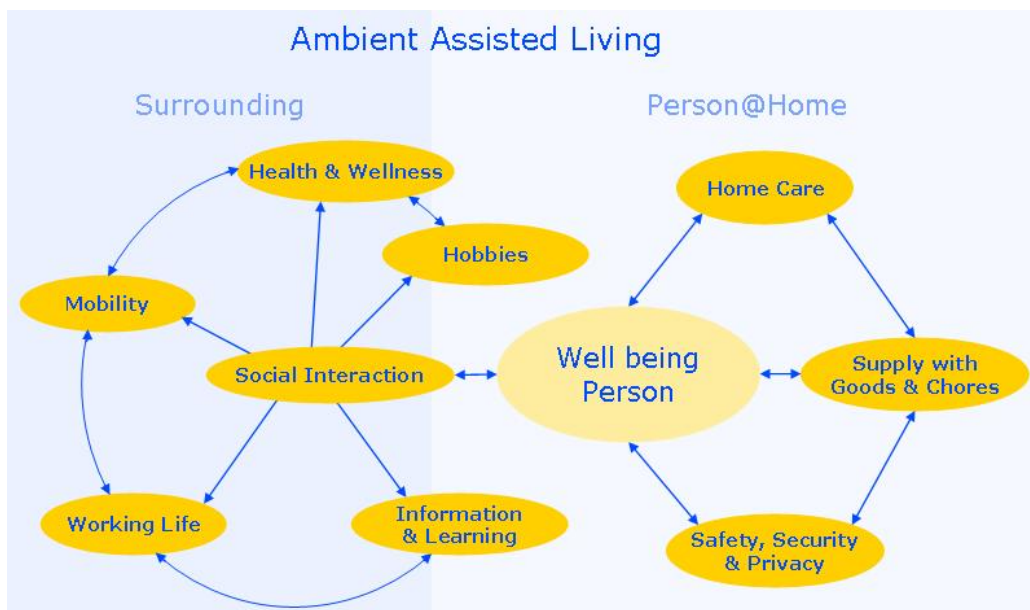 Ambient Assisted Living
Surrounding
Person@Home
Health & Wellness
Home Care
Hobbies
Mobility
Social Interaction
Well being
Person
Supply with
Goods & Chores
Working Life
Information
& Learning
Safety, Security
& Privacy